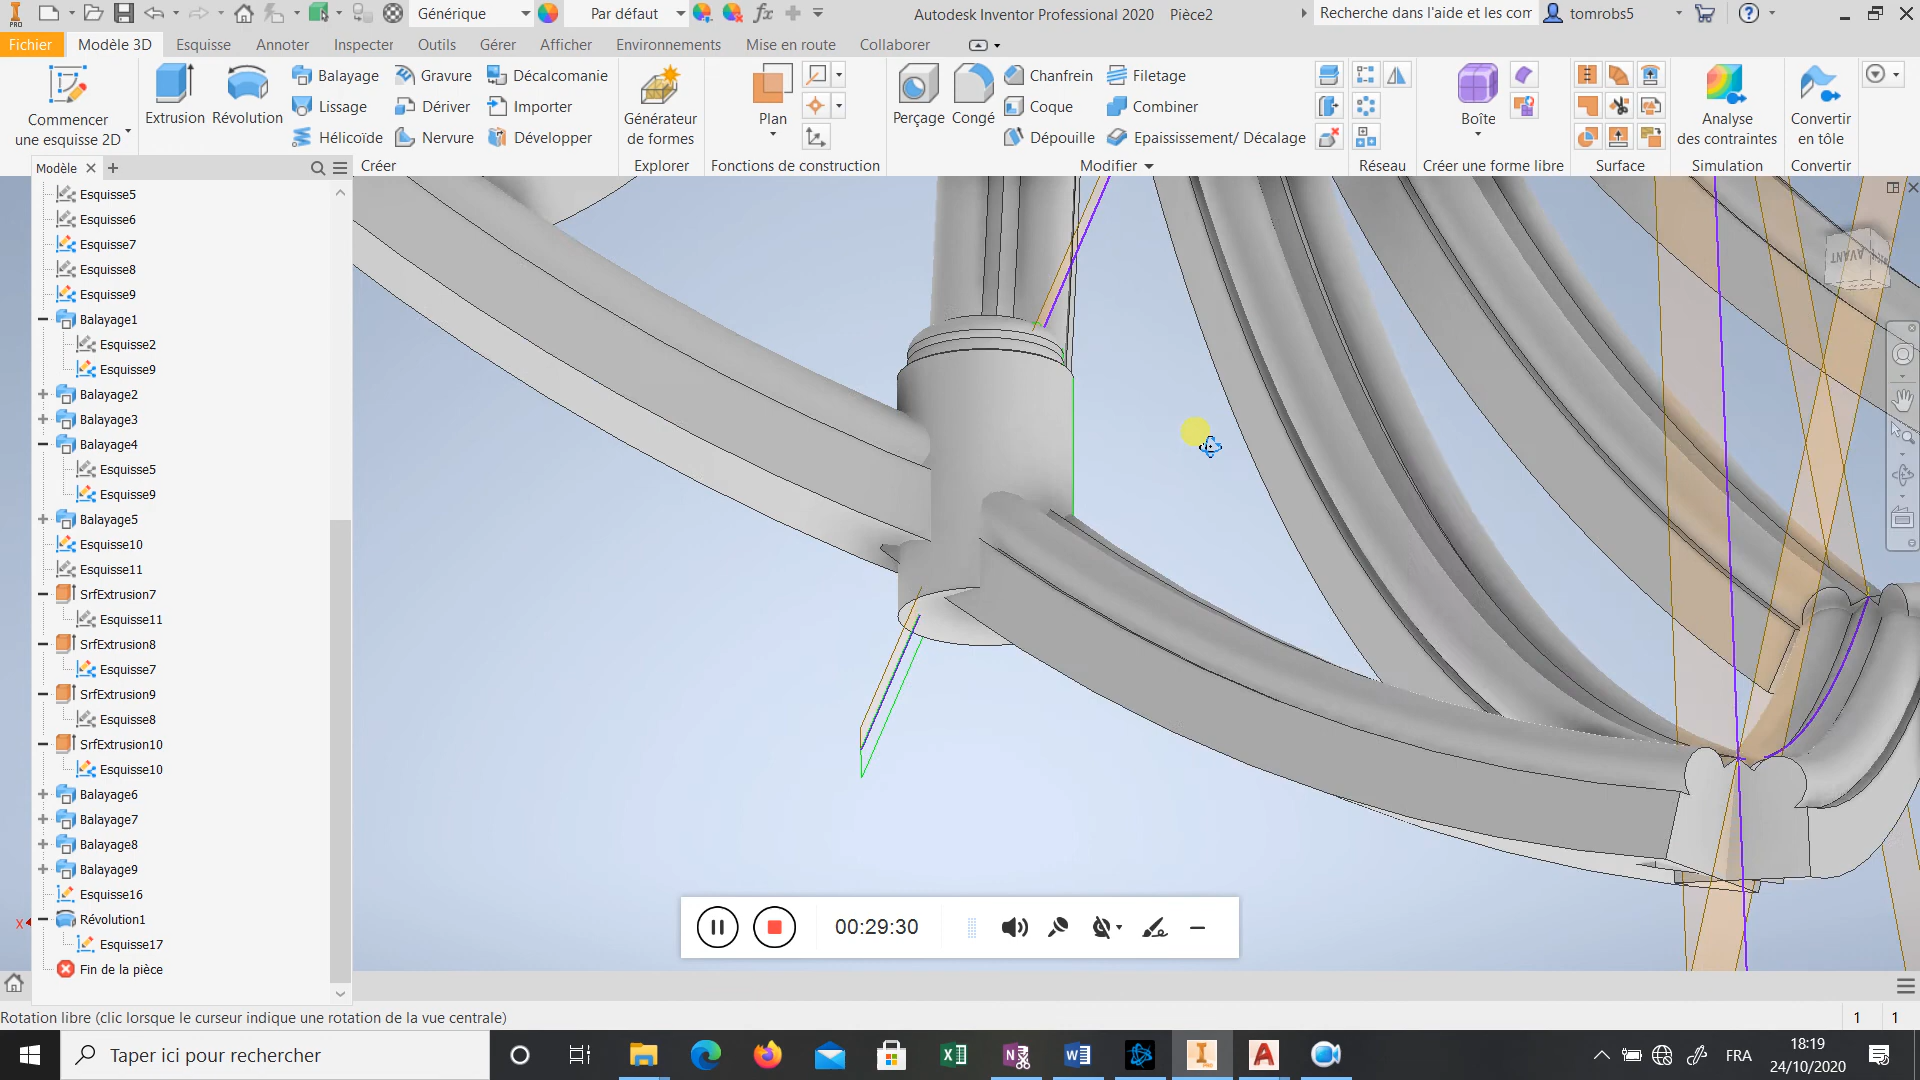 PRO
Générique
Par défaut
Autodesk Inventor Professional 2020 Pièce2
Recherche dans l'aide et les com
tomrobs5
Fichier
Modèle 3D
Esquisse
Annoter
Inspecter
Outils
Gérer
Afficher
Environnements
Mise en route
Collaborer
Commencer
une esquisse 2D
Extrusion
Révolution
Balayage
Lissage
Hélicoïde
Gravure
Dériver
Nervure
Décalcomanie
Importer
Développer
Générateur
de formes
Plan
Perçage
Congé
Chanfrein
Coque
Dépouille
Filetage
Combiner
Epaississement/ Décalage
Boîte
Analyse
des contraintes
Convertir
en tôle
Créer
Explorer
Fonctions de construction
Modifier
Réseau
Créer une forme libre
Surface
Simulation
Convertir
Modèle
Esquisse5
Esquisse6
Esquisse7
Esquisse8
Esquisse9
Balayage1
Esquisse2
Esquisse9
Balayage2
Balayage3
Balayage4
Esquisse5
Esquisse9
Balayage5
Esquisse10
Esquisse11
SrfExtrusion7
Esquisse11
SrfExtrusion8
Esquisse7
SrfExtrusion9
Esquisse8
SrfExtrusion10
Esquisse10
Balayage6
Balayage7
Balayage8
Balayage9
Esquisse16
Révolution1
Esquisse17
Fin de la pièce
X
AVANT
00:29:30
Rotation libre (clic lorsque le curseur indique une rotation de la vue centrale)
1 1
Taper ici pour rechercher
FRA
18:19
24/10/2020